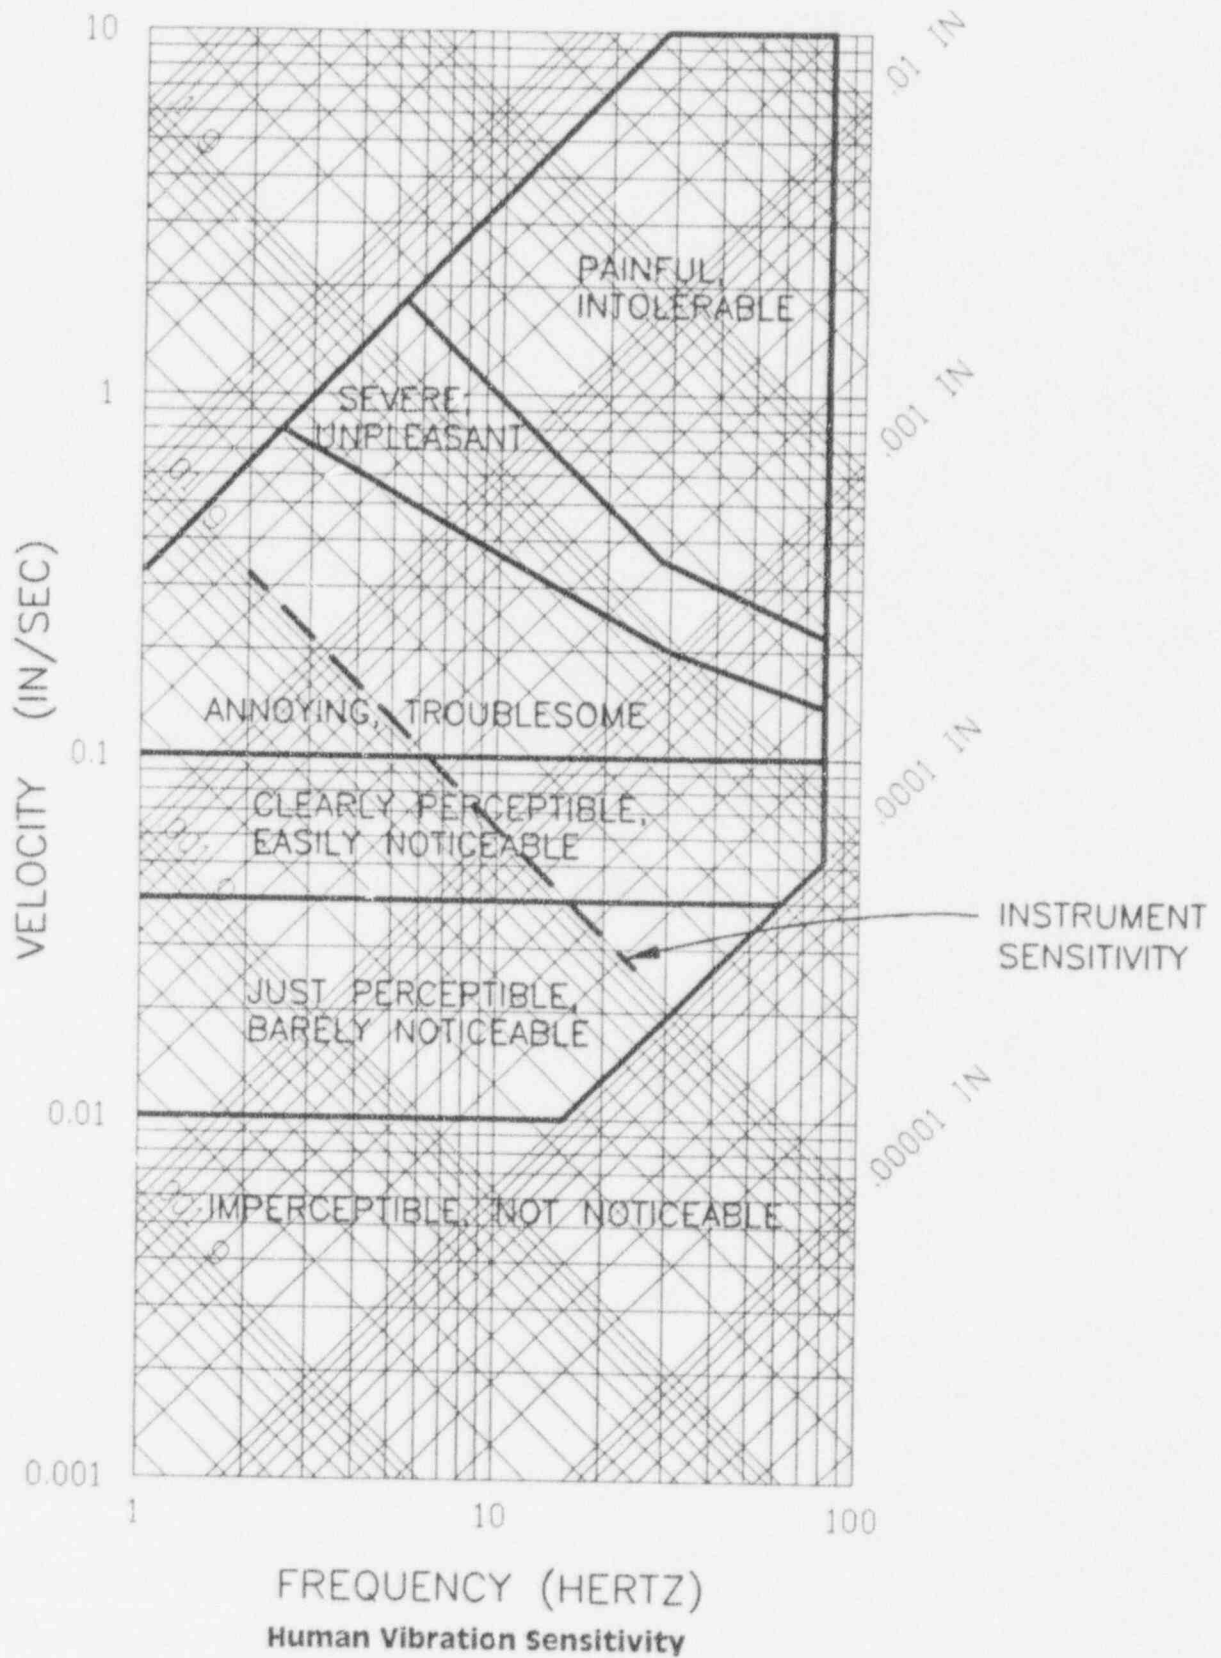 10
.01 IN
PAINFUL,
INTOLERABLE
1
.001 IN
SEVERE,
UNPLEASANT
VELOCITY (IN/SEC)
ANNOYING, TROUBLESOME
0.1
.0001 IN
CLEARLY PERCEPTIBLE,
EASILY NOTICEABLE
INSTRUMENT
SENSITIVITY
JUST PERCEPTIBLE,
BARELY NOTICEABLE
0.01
.00001 IN
IMPERCEPTIBLE, NOT NOTICEABLE
0.001
1
10
100
FREQUENCY (HERTZ)
Human Vibration Sensitivity